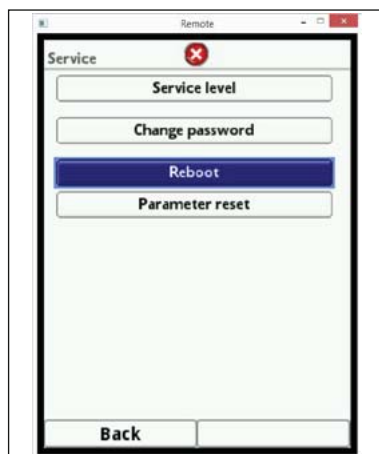 Remote
Service
Service level
Change password
Reboot
Parameter reset
Back